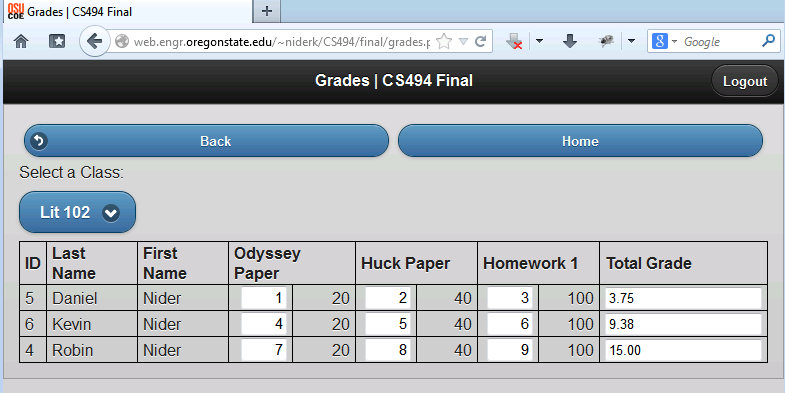 OSU
COE
Grades | CS494 Final
+
web.engr.oregonstate.edu/~niderk/CS494/final/grades.p
8
Google
Grades | CS494 Final
Logout
Back
Home
Select a Class:
Lit 102
ID Last Name First Name Odyssey Paper Huck Paper Homework 1 Total Grade
5 Daniel Nider 1 20 2 40 3 100 3.75
6 Kevin Nider 4 20 5 40 6 100 9.38
4 Robin Nider 7 20 8 40 9 100 15.00